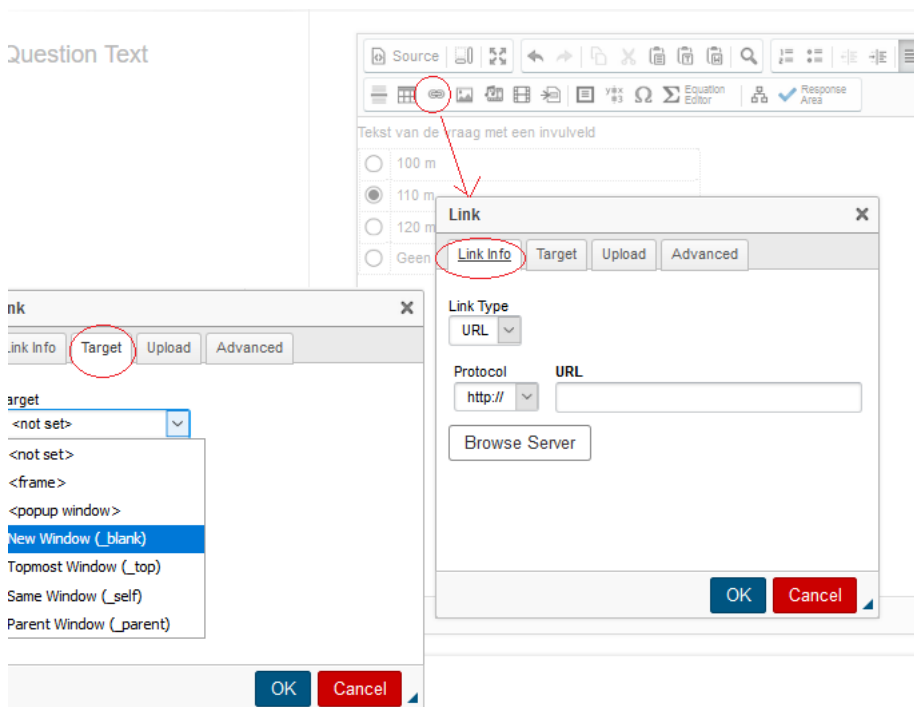 Question Text
Source
Equation Editor
Response Area
Tekst van de vraag met een invulveld
100 m
110 m
120 m
Geen
Link
Link Info Target Upload Advanced
Link Type
URL
Protocol URL
http://
Browse Server
OK Cancel
nk
Link Info Target Upload Advanced
arget
<not set>
<not set>
<frame>
<popup window>
New Window (_blank)
Topmost Window (_top)
Same Window (_self)
Parent Window (_parent)
OK Cancel